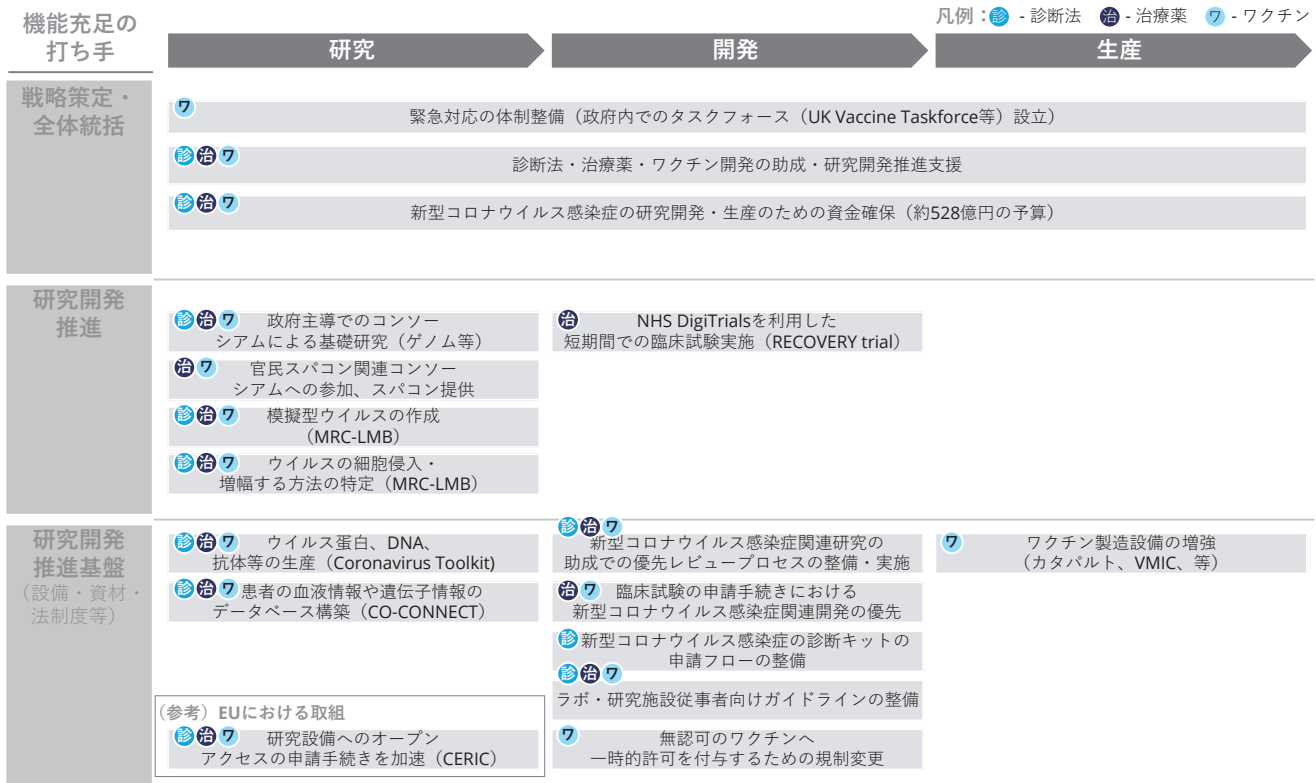 機能充足の
打ち手
凡例：診 - 診断法 治 - 治療薬 ワ - ワクチン
研究
開発
生産
戦略策定・
全体統括
ワ
緊急対応の体制整備（政府内でのタスクフォース（UK Vaccine Taskforce等）設立）
診治ワ
診断法・治療薬・ワクチン開発の助成・研究開発推進支援
診治ワ
新型コロナウイルス感染症の研究開発・生産のための資金確保（約528億円の予算）
研究開発
推進
診治ワ 政府主導でのコンソー
シアムによる基礎研究（ゲノム等）
治ワ 官民スパコン関連コンソー
シアムへの参加、スパコン提供
診治ワ 模擬型ウイルスの作成
（MRC-LMB）
診治ワ ウイルスの細胞侵入・
増幅する方法の特定（MRC-LMB）
治 NHS DigiTrialsを利用した
短期間での臨床試験実施（RECOVERY trial）
研究開発
推進基盤
（設備・資材・
法制度等）
診治ワ ウイルス蛋白、DNA、
抗体等の生産（Coronavirus Toolkit)
診治ワ 患者の血液情報や遺伝子情報の
データベース構築（CO-CONNECT）
（参考）EUにおける取組
診治ワ 研究設備へのオープン
アクセスの申請手続きを加速（CERIC）
診治ワ
新型コロナウイルス感染症関連研究の
助成での優先レビュープロセスの整備・実施
治ワ 臨床試験の申請手続きにおける
新型コロナウイルス感染症関連開発の優先
診 新型コロナウイルス感染症の診断キットの
申請フローの整備
診治ワ
ラボ・研究施設従事者向けガイドラインの整備
ワ 無認可のワクチンへ
一時的許可を付与するための規制変更
ワ ワクチン製造設備の増強
（カタパルト、VMIC、等）